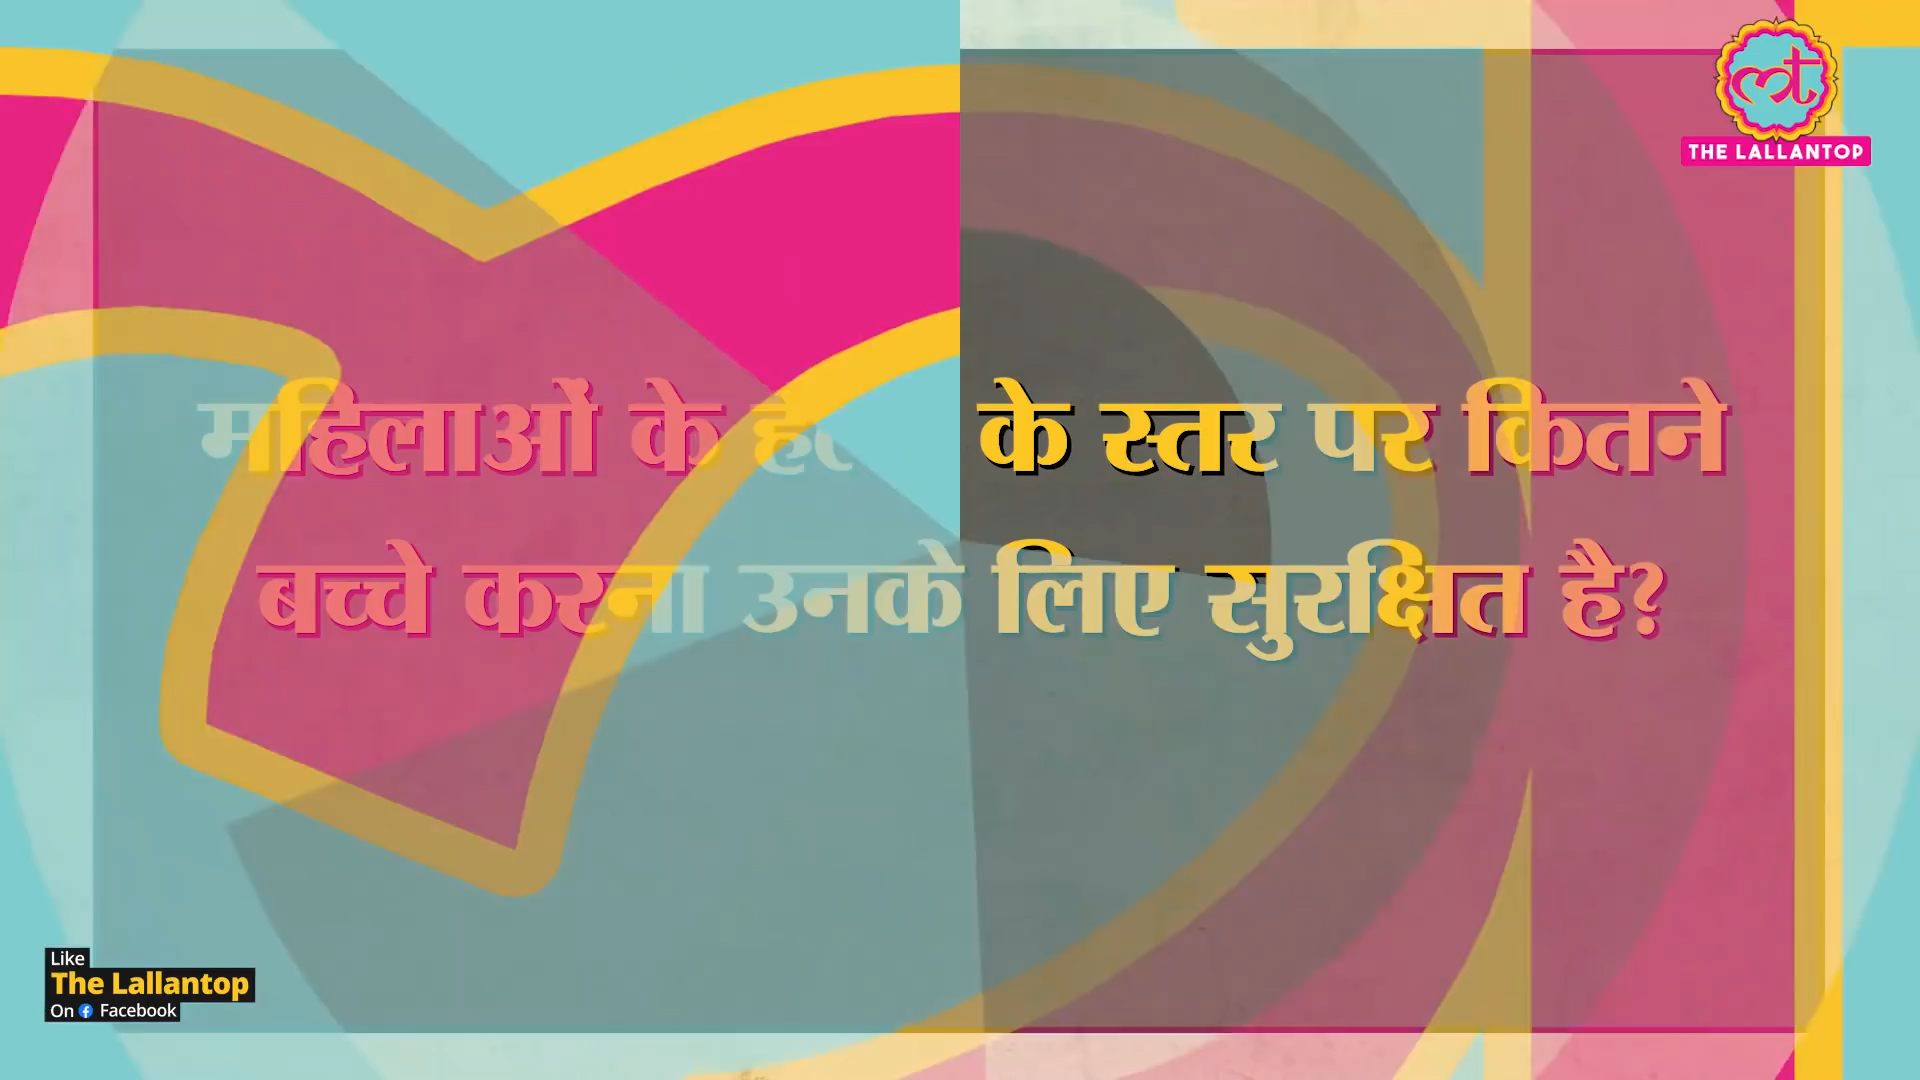 THE LALLANTOP
महिलाओं के के स्तर पर कितने
बच्चे करना उनके लिए सुरक्षित है?
Like
The Lallantop
On Facebook